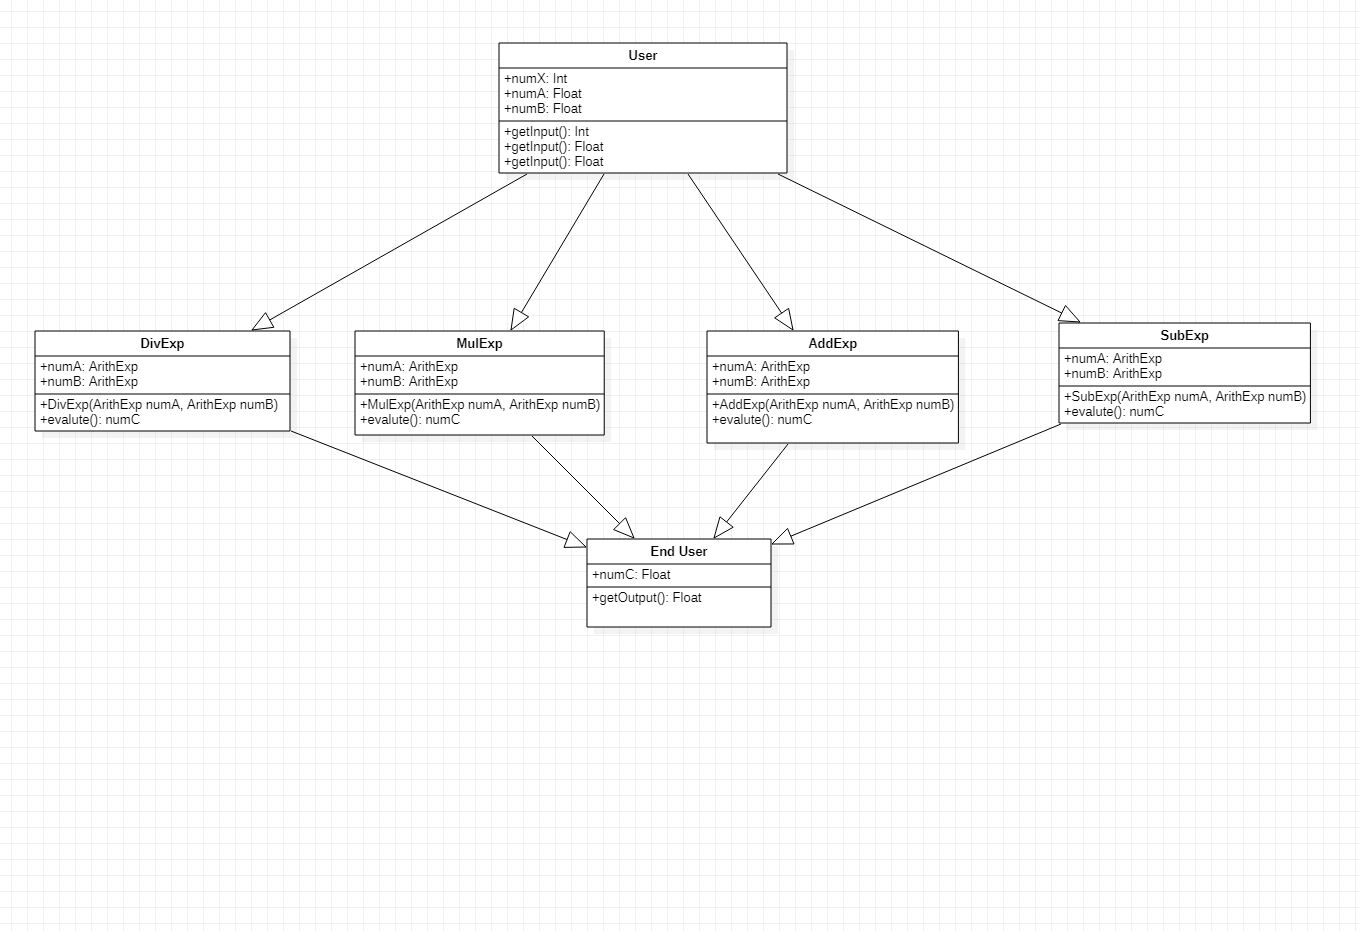 User
+numX: Int
+numA: Float
+numB: Float
+getInput(): Int
+getInput(): Float
+getInput(): Float
DivExp
+numA: ArithExp
+numB: ArithExp
+DivExp(ArithExp numA, ArithExp numB)
+evalute(): numC
MulExp
+numA: ArithExp
+numB: ArithExp
+MulExp(ArithExp numA, ArithExp numB)
+evalute(): numC
AddExp
+numA: ArithExp
+numB: ArithExp
+AddExp(ArithExp numA, ArithExp numB)
+evalute(): numC
SubExp
+numA: ArithExp
+numB: ArithExp
+SubExp(ArithExp numA, ArithExp numB)
+evalute(): numC
End User
+numC: Float
+getOutput(): Float